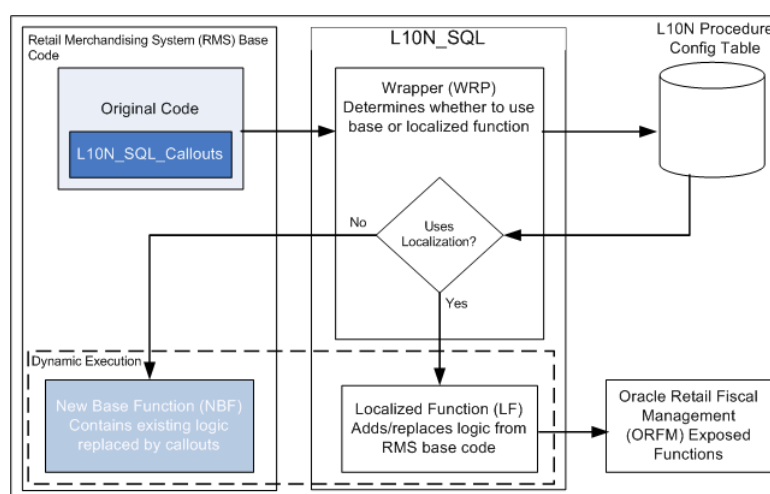 Retail Merchandising System (RMS) Base
Code
L10N_SQL
L10N Procedure
Config Table
Original Code
L10N_SQL_Callouts
Wrapper (WRP)
Determines whether to use
base or localized function
No
Uses
Localization?
Yes
Dynamic Execution
New Base Function (NBF)
Contains existing logic
replaced by callouts
Localized Function (LF)
Adds/replaces logic from
RMS base code
Oracle Retail Fiscal
Management
(ORFM) Exposed
Functions